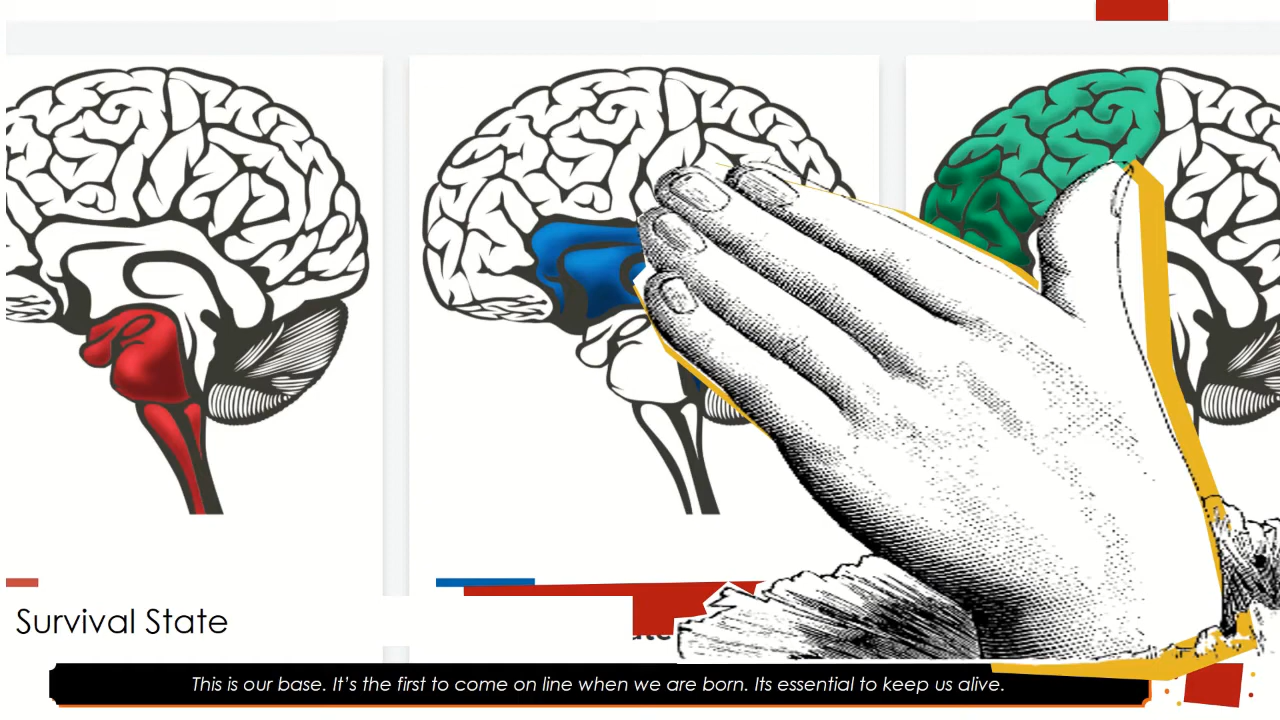 Survival State
This is our base. It's the first to come on line when we are born. Its essential to keep us alive.